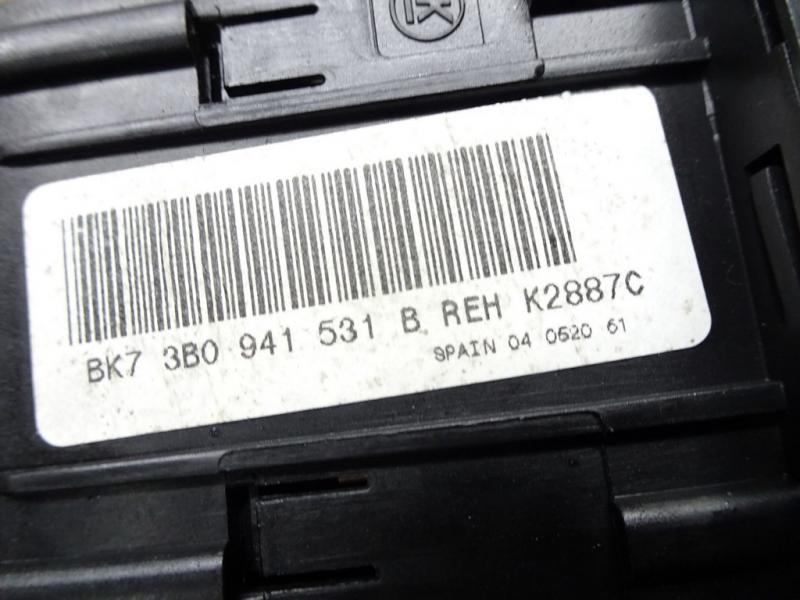 BK7 3B0 941 531 B REH K2887C
SPAIN 04 0520 61